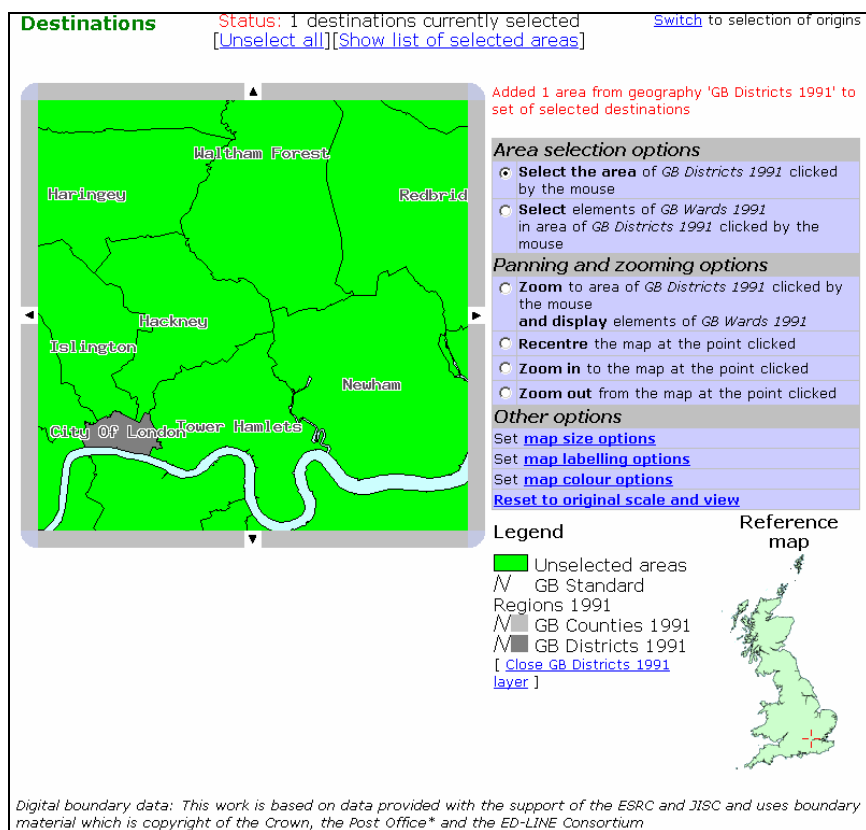 Destinations
Status: 1 destinations currently selected
[Unselect all][Show list of selected areas]
Switch to selection of origins
Waltham Forest
Haringey
Redbrid
Hackney
Islington
Newham
City Of London
Tower Hamlets
Added 1 area from geography 'GB Districts 1991' to
set of selected destinations
Area selection options
Select the area of GB Districts 1991 clicked
by the mouse
Select elements of GB Wards 1991
in area of GB Districts 1991 clicked by the
mouse
Panning and zooming options
Zoom to area of GB Districts 1991 clicked by
the mouse
and display elements of GB Wards 1991
Recentre the map at the point clicked
Zoom in to the map at the point clicked
Zoom out from the map at the point clicked
Other options
Set map size options
Set map labelling options
Set map colour options
Reset to original scale and view
Legend
Unselected areas
GB Standard
Regions 1991
GB Counties 1991
GB Districts 1991
[ Close GB Districts 1991
layer ]
Reference
map
Digital boundary data: This work is based on data provided with the support of the ESRC and JISC and uses boundary
material which is copyright of the Crown, the Post Office* and the ED-LINE Consortium